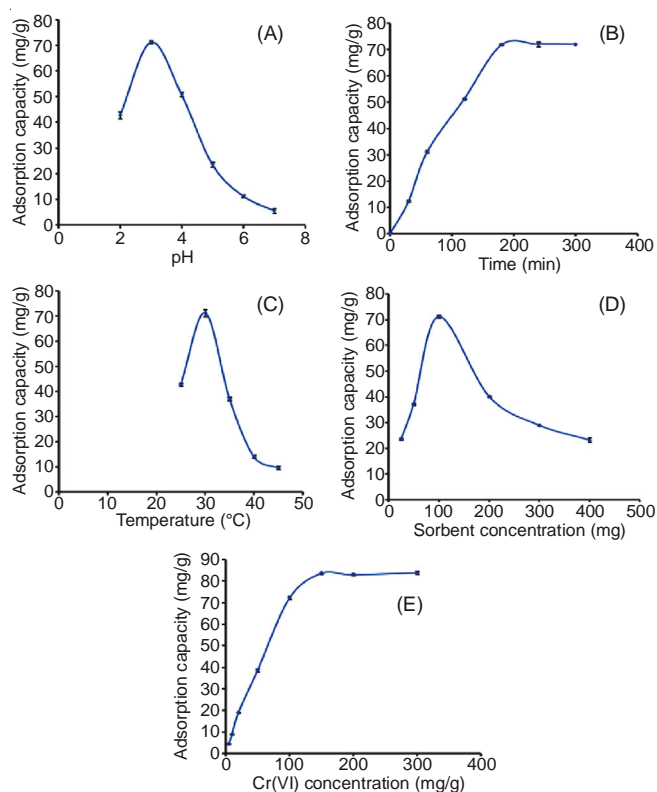 (A)
Adsorption capacity (mg/g)
80
70
60
50
40
30
20
10
0
0 2 4 6 8
pH
(B)
Adsorption capacity (mg/g)
80
70
60
50
40
30
20
10
0
0 100 200 300 400
Time (min)
(C)
Adsorption capacity (mg/g)
80
70
60
50
40
30
20
10
0
0 10 20 30 40 50
Temperature (°C)
(D)
Adsorption capacity (mg/g)
80
70
60
50
40
30
20
10
0
0 100 200 300 400 500
Sorbent concentration (mg)
(E)
Adsorption capacity (mg/g)
90
80
70
60
50
40
30
20
10
0
0 100 200 300 400
Cr(VI) concentration (mg/g)